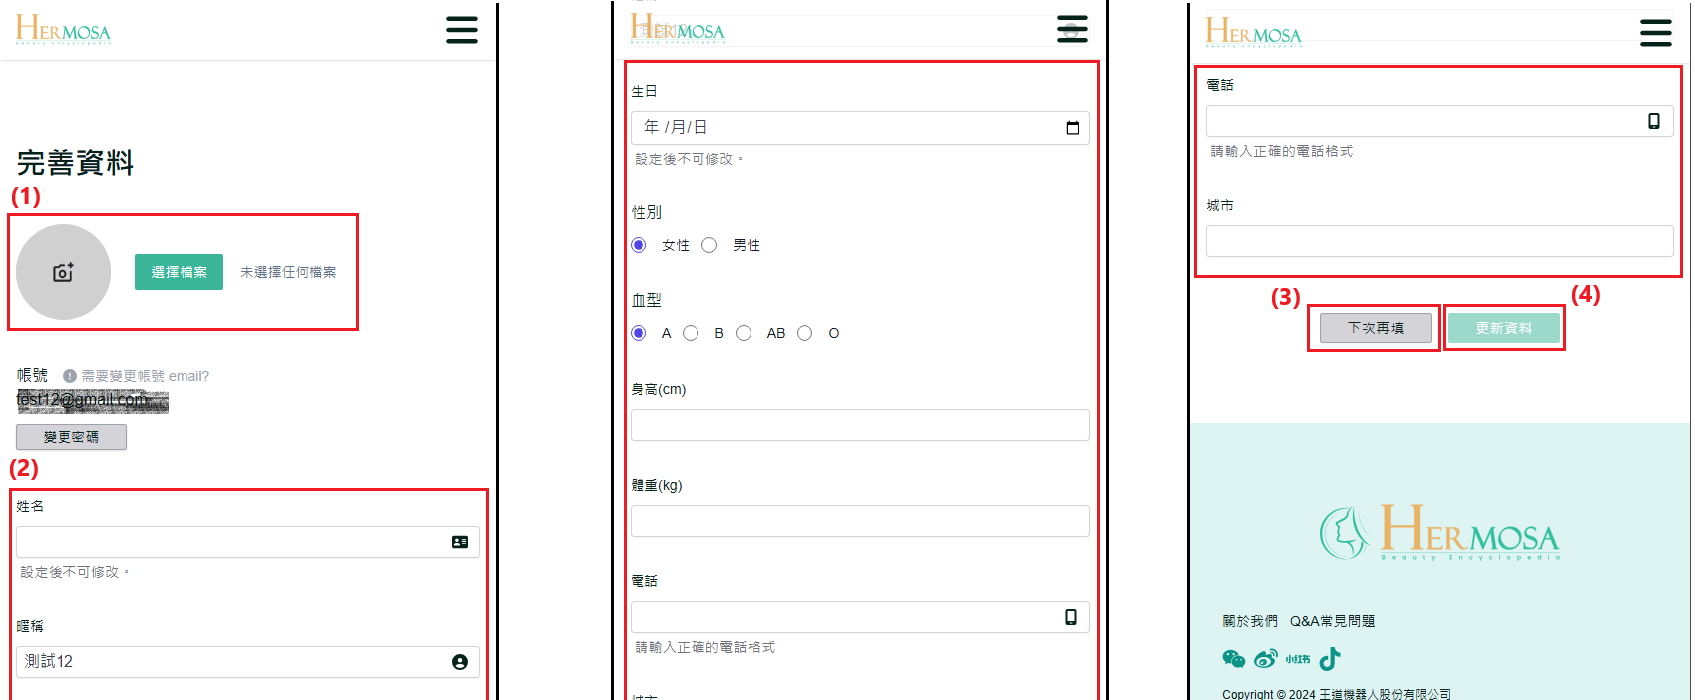 HERMOSA
Beauty Encyclopedia
完善資料
(1)
選擇檔案
未選擇任何檔案
帳號
需要變更帳號 email?
test12@gmail.com
變更密碼
(2)
姓名
設定後不可修改。
暱稱
測試12
HERMOSA
Beauty Encyclopedia
生日
年 /月/日
設定後不可修改。
性別
女性 男性
血型
A B AB O
身高(cm)
體重(kg)
電話
請輸入正確的電話格式
HERMOSA
Beauty Encyclopedia
電話
請輸入正確的電話格式
城市
(3)
(4)
下次再填
更新資料
HERMOSA
Beauty Encyclopedia
關於我們 Q&A常見問題
小红书
Copyright © 2024 王道機器人股份有限公司